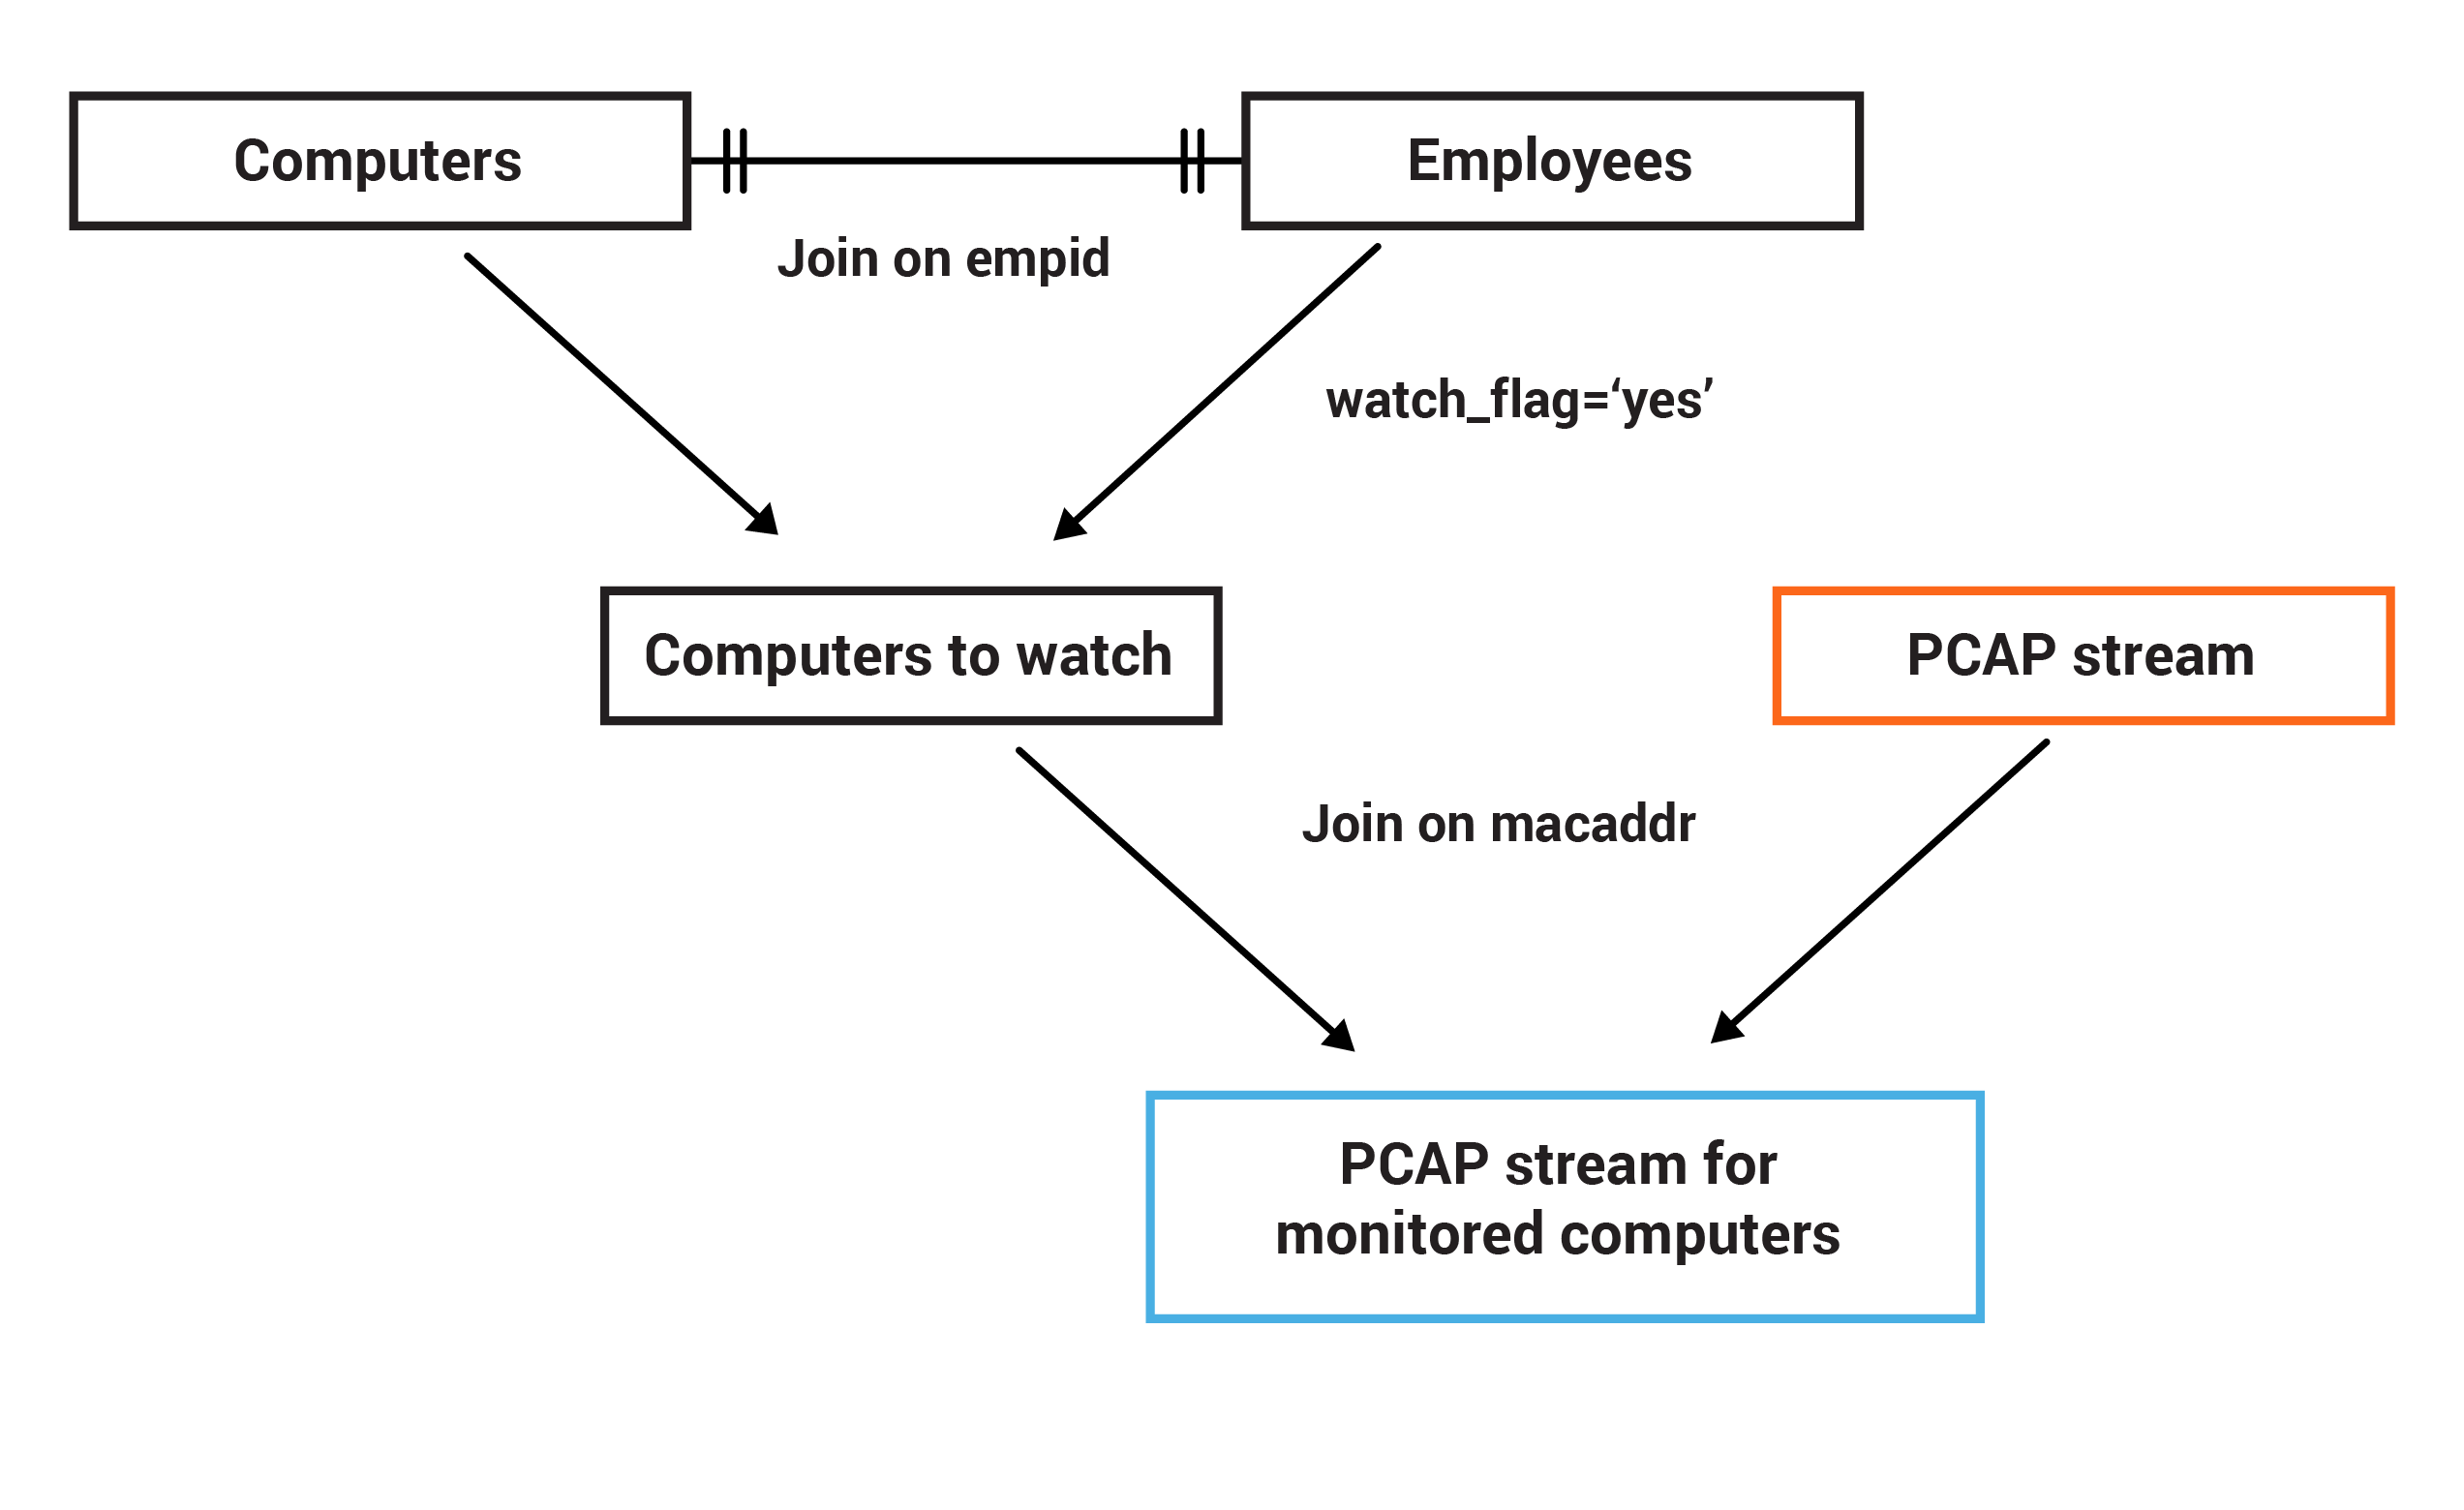 Computers
Employees
Join on empid
watch_flag=‘yes’
Computers to watch
PCAP stream
Join on macaddr
PCAP stream for
monitored computers